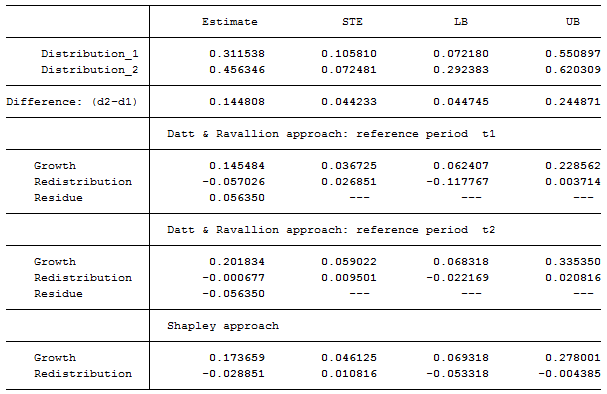 Estimate STE LB UB
Distribution_1 0.311538 0.105810 0.072180 0.550897
Distribution_2 0.456346 0.072481 0.292383 0.620309
Difference: (d2-d1) 0.144808 0.044233 0.044745 0.244871
Datt & Ravallion approach: reference period t1
Growth 0.145484 0.036725 0.062407 0.228562
Redistribution -0.057026 0.026851 -0.117767 0.003714
Residue 0.056350 --- --- ---
Datt & Ravallion approach: reference period t2
Growth 0.201834 0.059022 0.068318 0.335350
Redistribution -0.000677 0.009501 -0.022169 0.020816
Residue -0.056350 --- --- ---
Shapley approach
Growth 0.173659 0.046125 0.069318 0.278001
Redistribution -0.028851 0.010816 -0.053318 -0.004385